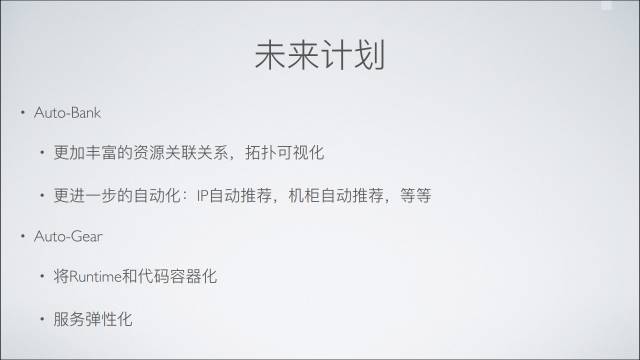 未来计划
• Auto-Bank
• 更加丰富的资源关联关系，拓扑可视化
• 更进一步的自动化：IP自动推荐，机柜自动推荐，等等
• Auto-Gear
• 将Runtime和代码容器化
• 服务弹性化